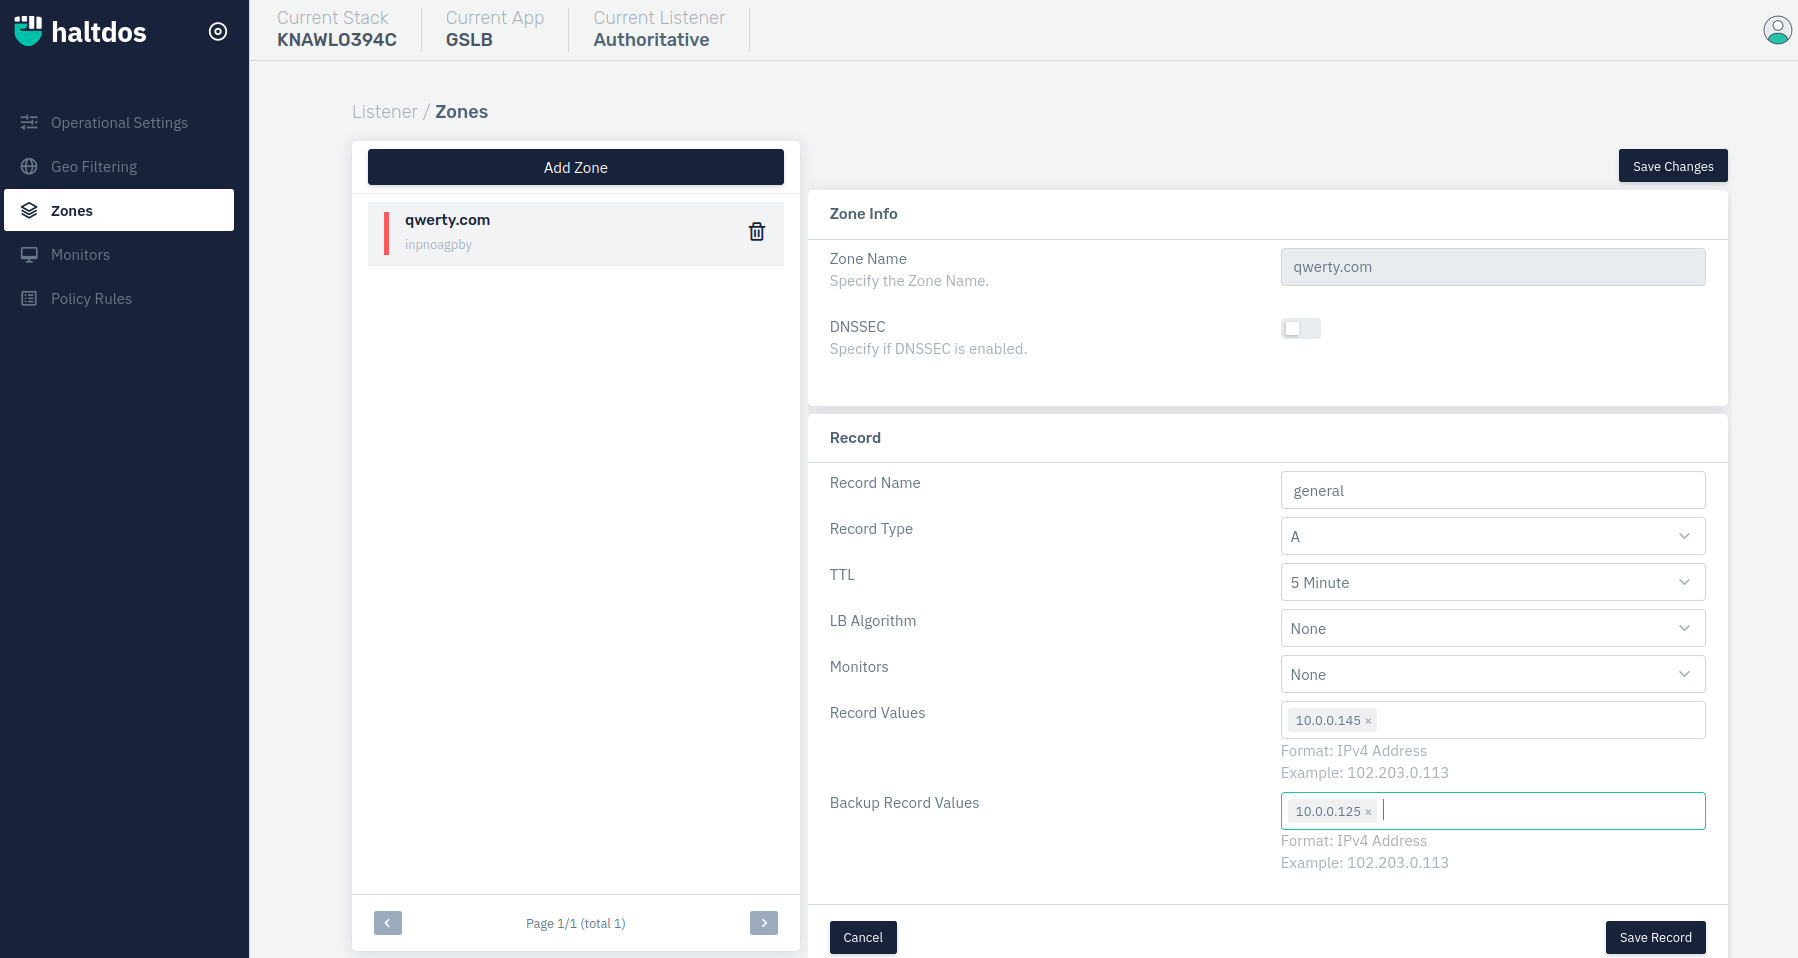 haltdos
Current Stack
KNAWLO394C
Current App
GSLB
Current Listener
Authoritative
Operational Settings
Geo Filtering
Zones
Monitors
Policy Rules
Listener / Zones
Add Zone
qwerty.com
inpnoagpby
Page 1/1 (total 1)
Save Changes
Zone Info
Zone Name
Specify the Zone Name.
qwerty.com
DNSSEC
Specify if DNSSEC is enabled.
Record
Record Name
general
Record Type
A
TTL
5 Minute
LB Algorithm
None
Monitors
None
Record Values
10.0.0.145 ×
Format: IPv4 Address
Example: 102.203.0.113
Backup Record Values
10.0.0.125 ×
Format: IPv4 Address
Example: 102.203.0.113
Cancel
Save Record